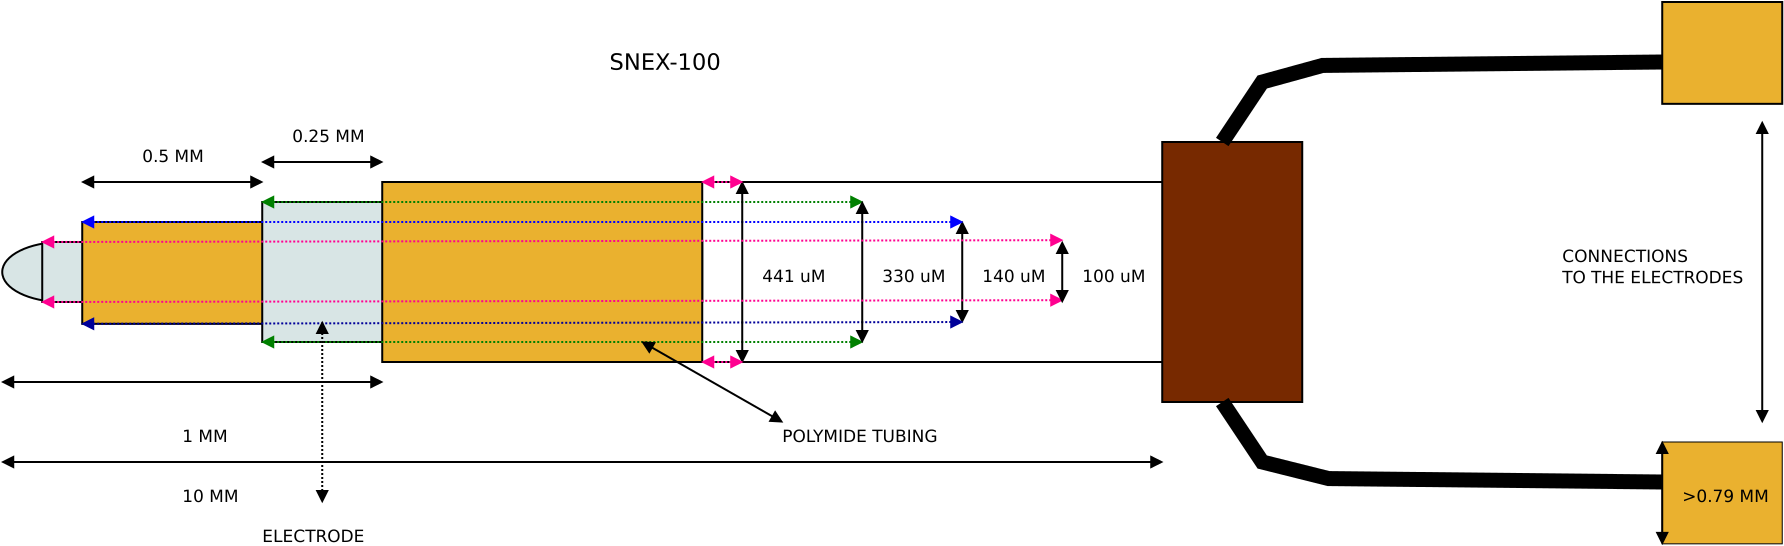 SNEX-100
0.25 MM
0.5 MM
441 uM
330 uM
140 uM
100 uM
CONNECTIONS
TO THE ELECTRODES
1 MM
POLYMIDE TUBING
10 MM
>0.79 MM
ELECTRODE